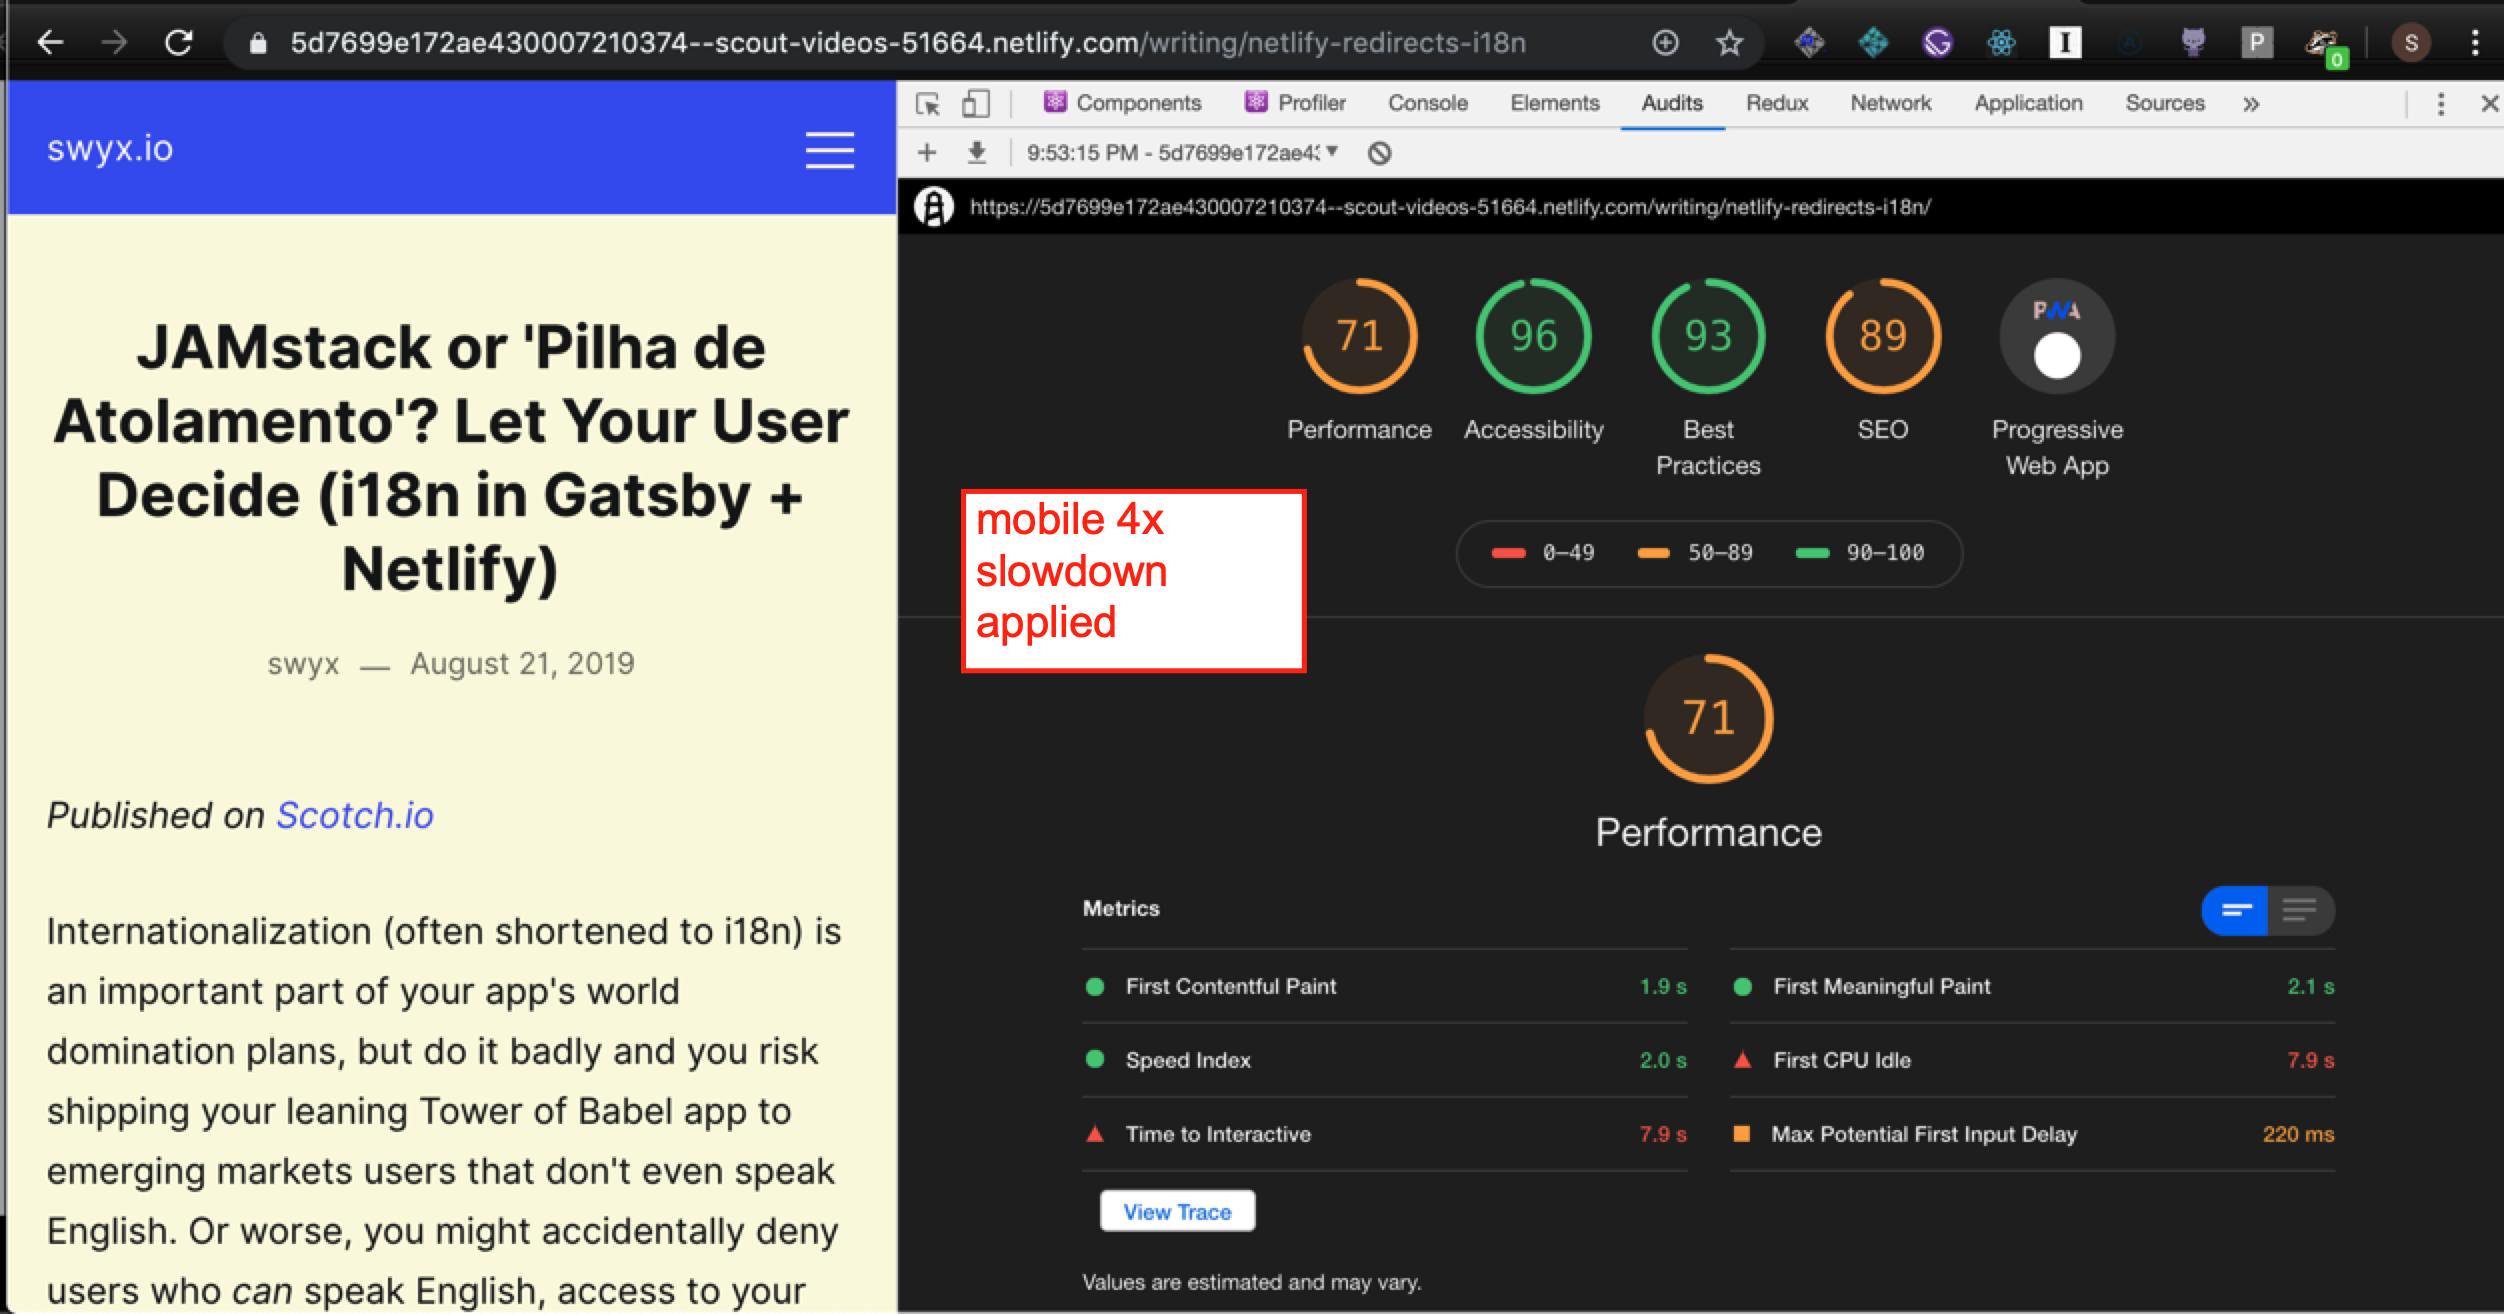 5d7699e172ae430007210374--scout-videos-51664.netlify.com/writing/netlify-redirects-i18n
P
0
S
swyx.io
JAMstack or 'Pilha de
Atolamento'? Let Your User
Decide (i18n in Gatsby +
Netlify)
swyx — August 21, 2019
Published on Scotch.io
Internationalization (often shortened to i18n) is
an important part of your app's world
domination plans, but do it badly and you risk
shipping your leaning Tower of Babel app to
emerging markets users that don't even speak
English. Or worse, you might accidentally deny
users who can speak English, access to your
Components Profiler Console Elements Audits Redux Network Application Sources »
9:53:15 PM - 5d7699e172ae4
https://5d7699e172ae430007210374--scout-videos-51664.netlify.com/writing/netlify-redirects-i18n/
71 96 93 89 PWA
Performance Accessibility Best Practices SEO Progressive Web App
0–49 50–89 90–100
mobile 4x
slowdown
applied
71
Performance
Metrics
First Contentful Paint 1.9 s
First Meaningful Paint 2.1 s
Speed Index 2.0 s
First CPU Idle 7.9 s
Time to Interactive 7.9 s
Max Potential First Input Delay 220 ms
View Trace
Values are estimated and may vary.